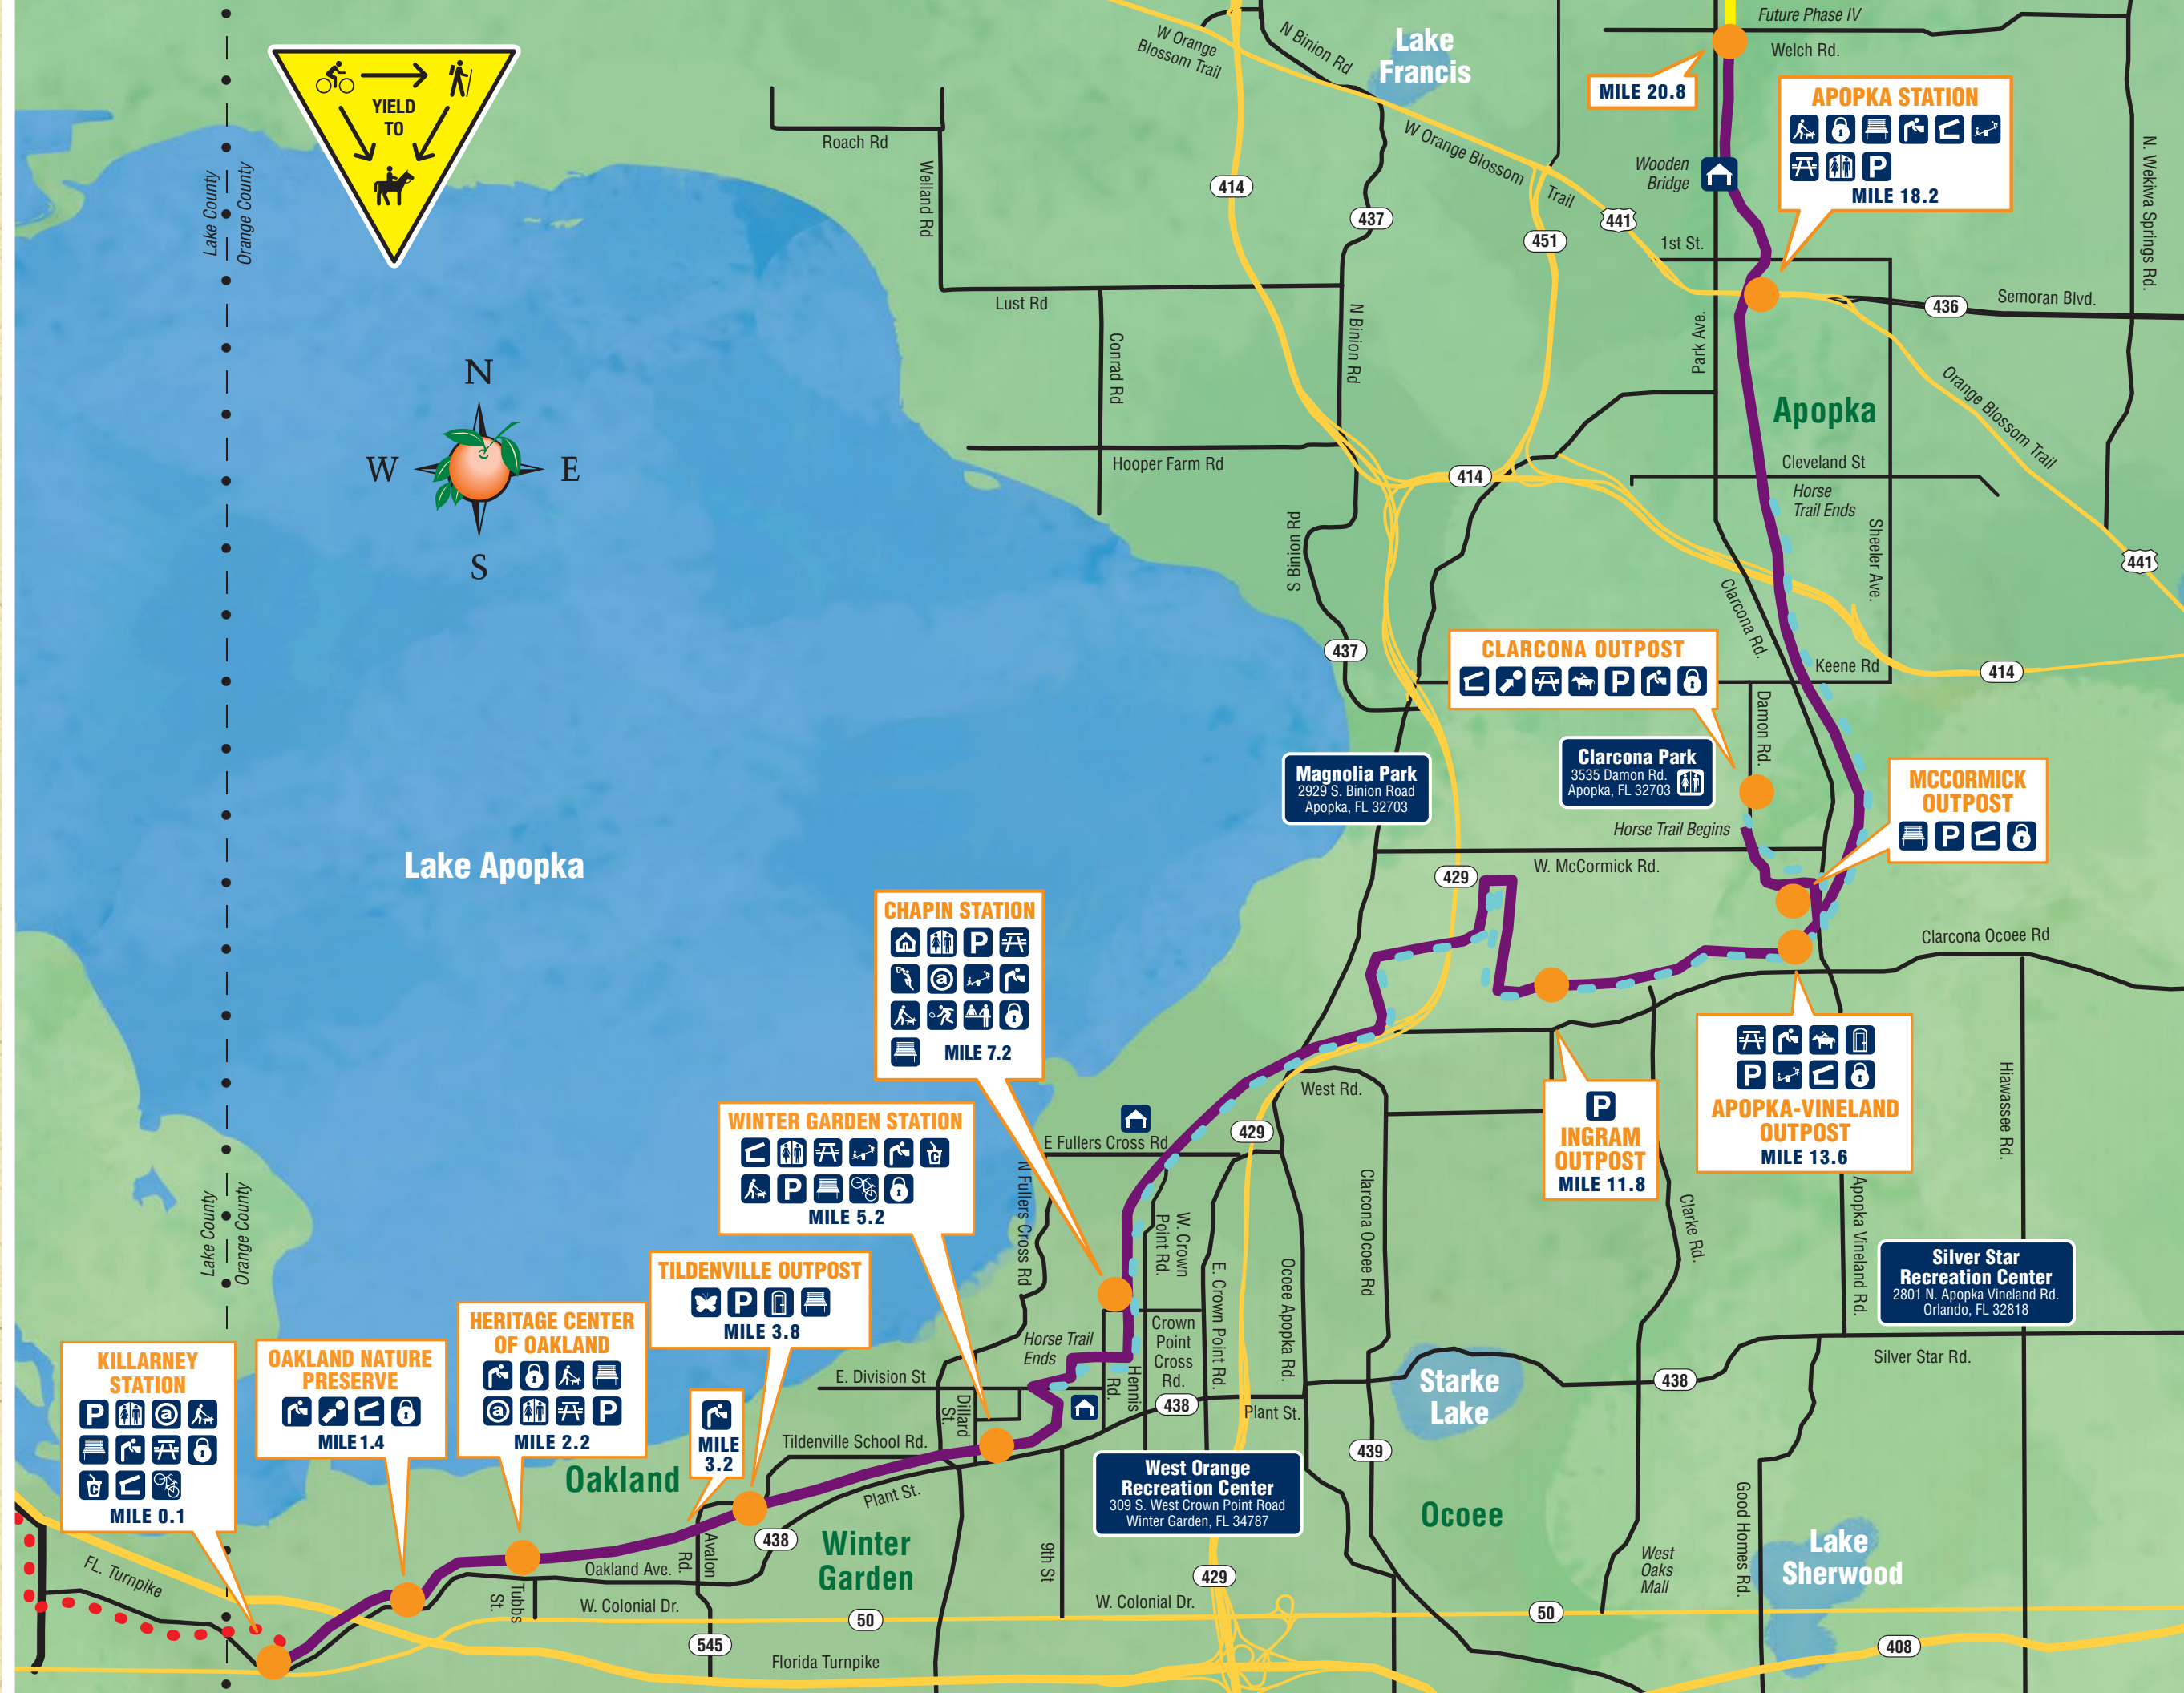 Future Phase IV
Welch Rd.
MILE 20.8
YIELD
TO
W Orange
Blossom Trail
N Binion Rd
Lake
Francis
APOPKA STATION
P
MILE 18.2
Roach Rd
Welland Rd
Lake County
Orange County
414
W Orange Blossom
Trail
437
451
441
Wooden
Bridge
1st St.
N. Wekiwa Springs Rd.
Semoran Blvd.
436
Lust Rd
Conrad Rd
N Binion Rd
Park Ave.
Apopka
Orange Blossom Trail
N
W
E
S
Hooper Farm Rd
414
Cleveland St
Horse
Trail Ends
Sheeler Ave.
441
S Binion Rd
437
Clarcona Rd.
CLARCONA OUTPOST
P
Keene Rd
414
Damon Rd.
Magnolia Park
2929 S. Binion Road
Apopka, FL 32703
Clarcona Park
3535 Damon Rd.
Apopka, FL 32703
MCCORMICK
OUTPOST
P
Horse Trail Begins
W. McCormick Rd.
429
Lake Apopka
CHAPIN STATION
P
@
MILE 7.2
Clarcona Ocoee Rd
WINTER GARDEN STATION
C
P
MILE 5.2
E Fullers Cross Rd
N Fullers Cross Rd
West Rd.
429
P
INGRAM
OUTPOST
MILE 11.8
P
APOPKA-VINELAND
OUTPOST
MILE 13.6
Hiawassee Rd.
Lake County
Orange County
W. Crown
Point Rd.
E. Crown Point Rd.
Ocoee Apopka Rd.
Clarcona Ocoee Rd
Clarke Rd.
Apopka Vineland Rd.
Silver Star
Recreation Center
2801 N. Apopka Vineland Rd.
Orlando, FL 32818
TILDENVILLE OUTPOST
P
MILE 3.8
HERITAGE CENTER
OF OAKLAND
@
P
MILE 2.2
OAKLAND NATURE
PRESERVE
MILE 1.4
KILLARNEY
STATION
P
@
C
MILE 0.1
MILE
3.2
Horse Trail
Ends
Crown
Point
Cross
Rd.
Hennis
Rd.
E. Division St
Dillard
St.
438
Plant St.
Silver Star Rd.
438
Starke
Lake
Tildenville School Rd.
Oakland
Plant St.
439
West Orange
Recreation Center
309 S. West Crown Point Road
Winter Garden, FL 34787
Ocoee
Good Homes Rd.
Lake
Sherwood
West
Oaks
Mall
438
Winter
Garden
Avalon
Rd.
9th St
429
FL. Turnpike
Oakland Ave.
Tubbs
St.
W. Colonial Dr.
50
W. Colonial Dr.
50
545
Florida Turnpike
408